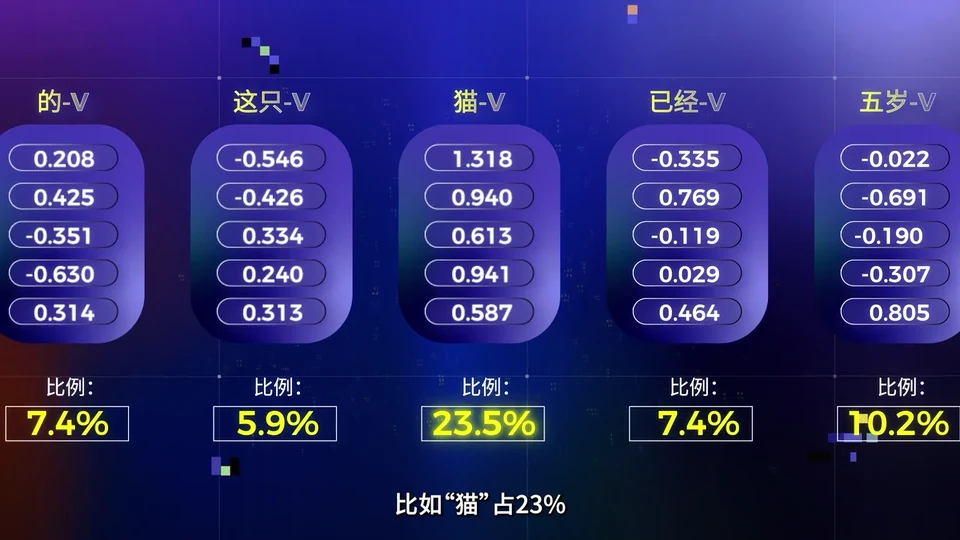 的-V 这只-V 猫-V 已经-V 五岁-V
0.208 -0.546 1.318 -0.335 -0.022
0.425 -0.426 0.940 0.769 -0.691
-0.351 0.334 0.613 -0.119 -0.190
-0.630 0.240 0.941 0.029 -0.307
0.314 0.313 0.587 0.464 0.805
比例： 比例： 比例： 比例： 比例：
7.4% 5.9% 23.5% 7.4% 10.2%
比如“猫”占23%